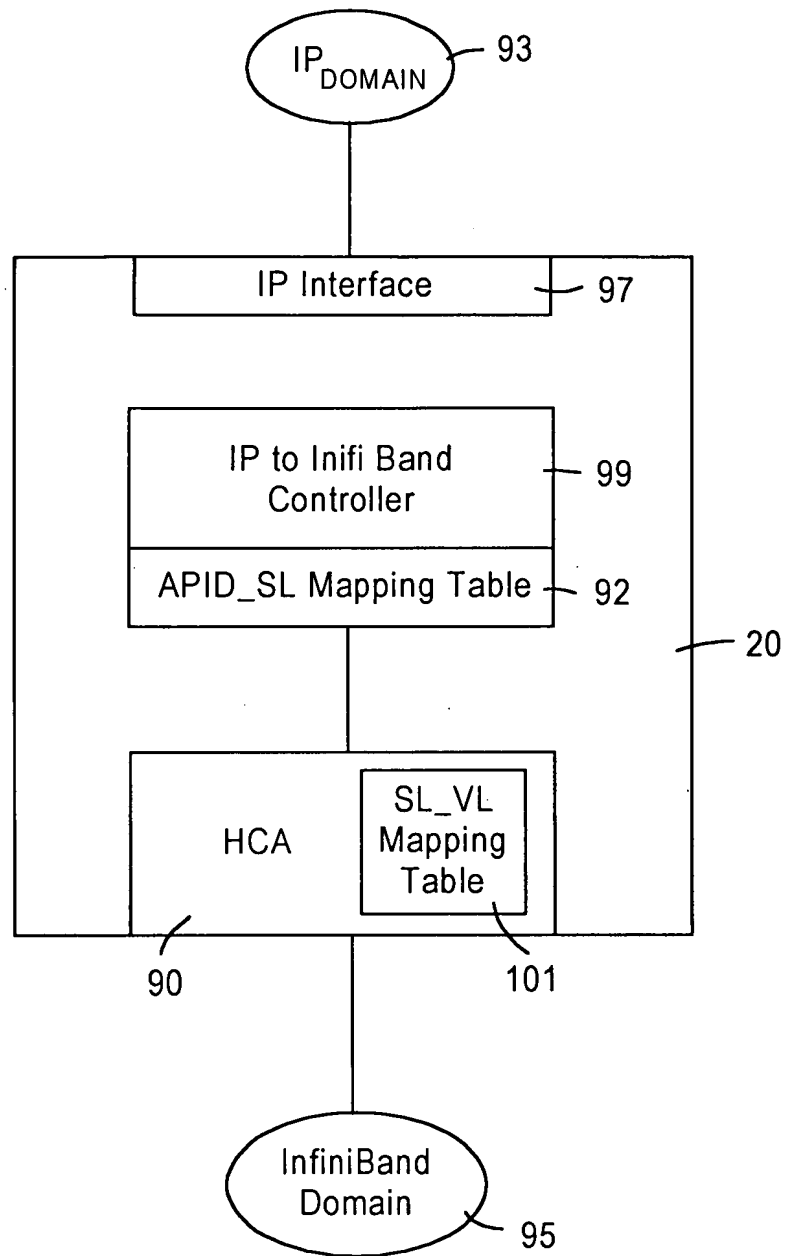 IP DOMAIN
93
IP Interface
97
IP to Inifi Band
Controller
99
APID_SL Mapping Table
92
20
HCA
SL_VL
Mapping
Table
90
101
InfiniBand
Domain
95